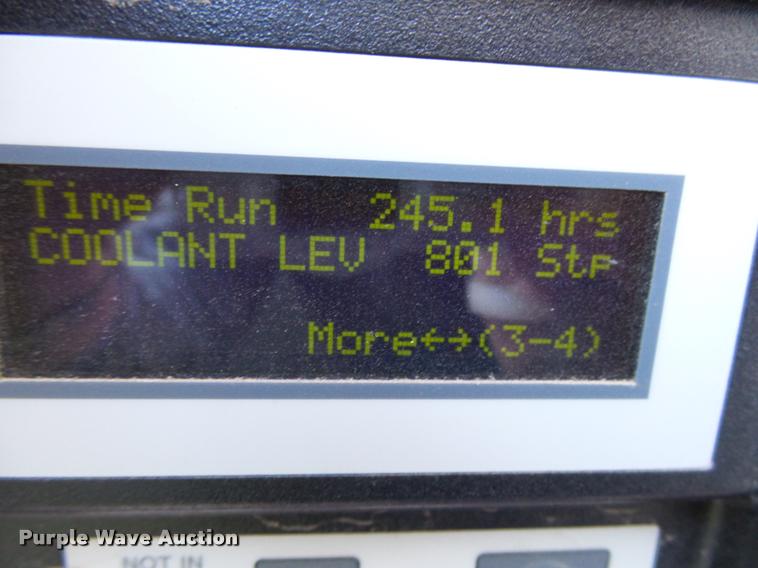 Time Run 245.1 hrs
COOLANT LEV 801 Stp
More←→(3-4)
Purple Wave Auction
NOT IN